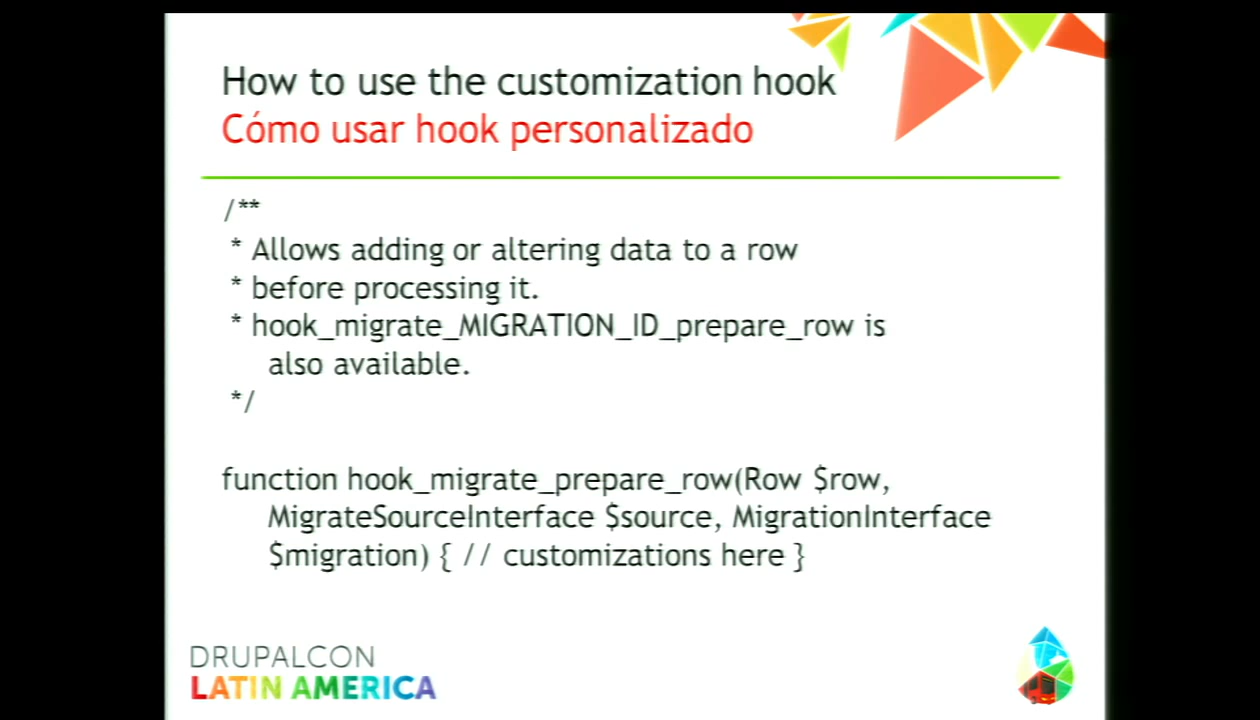 How to use the customization hook
Cómo usar hook personalizado
/**
* Allows adding or altering data to a row
* before processing it.
* hook_migrate_MIGRATION_ID_prepare_row is
also available.
*/
function hook_migrate_prepare_row(Row $row,
MigrateSourceInterface $source, MigrationInterface
$migration) { // customizations here }
DRUPALCON
LATIN AMERICA